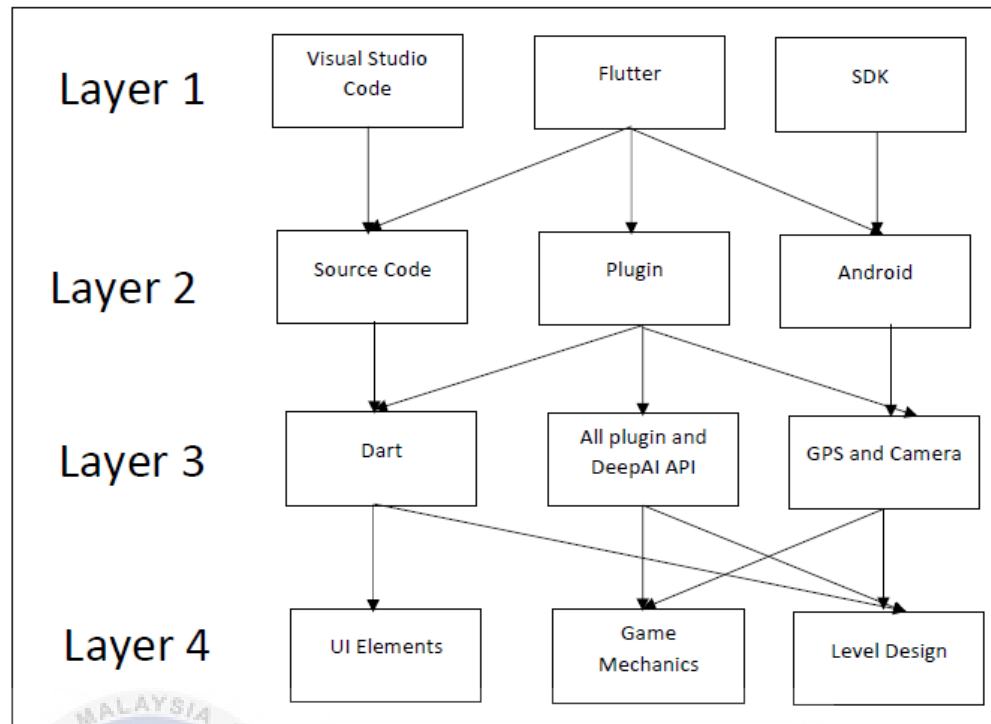 Layer 1
Visual Studio
Code
Flutter
SDK
Layer 2
Source Code
Plugin
Android
Layer 3
Dart
All plugin and
DeepAI API
GPS and Camera
Layer 4
UI Elements
Game
Mechanics
Level Design
MALAYSIA